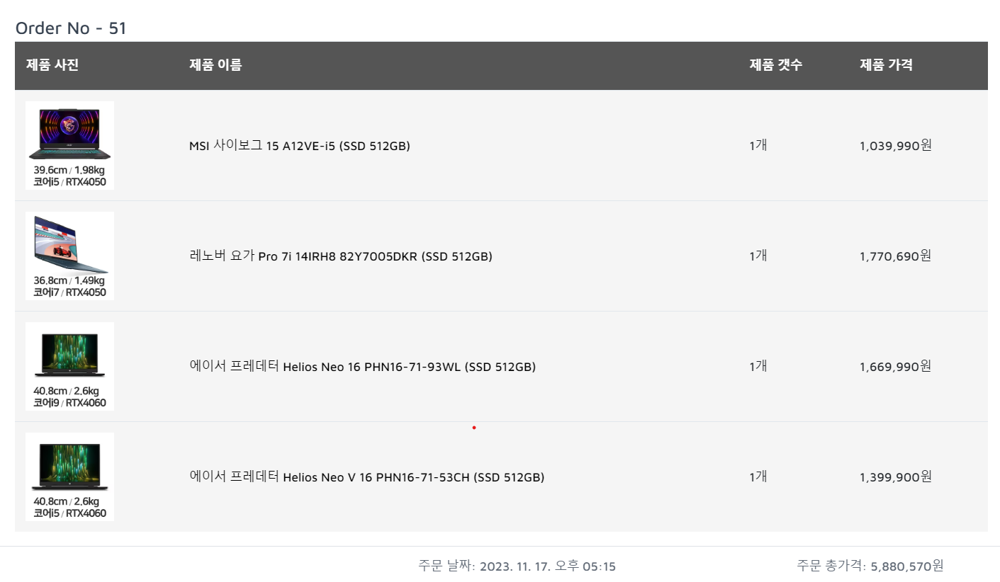 Order No - 51
제품 사진 제품 이름 제품 갯수 제품 가격
39.6cm / 1.98kg
코어i5 / RTX4050
MSI 사이보그 15 A12VE-i5 (SSD 512GB) 1개 1,039,990원
36.8cm / 1.49kg
코어i7 / RTX4050
레노버 요가 Pro 7i 14IRH8 82Y7005DKR (SSD 512GB) 1개 1,770,690원
40.8cm / 2.6kg
코어i9 / RTX4060
에이서 프레데터 Helios Neo 16 PHN16-71-93WL (SSD 512GB) 1개 1,669,990원
40.8cm / 2.6kg
코어i5 / RTX4060
에이서 프레데터 Helios Neo V 16 PHN16-71-53CH (SSD 512GB) 1개 1,399,900원
주문 날짜: 2023. 11. 17. 오후 05:15 주문 총가격: 5,880,570원